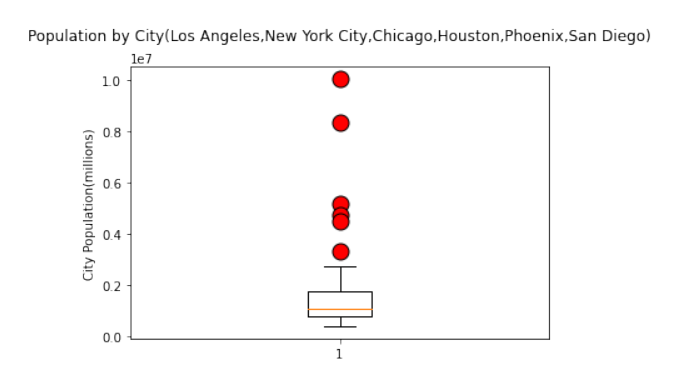 Population by City(Los Angeles,New York City,Chicago,Houston,Phoenix,San Diego)
1e7
1.0
0.8
0.6
0.4
0.2
0.0
City Population(millions)
1